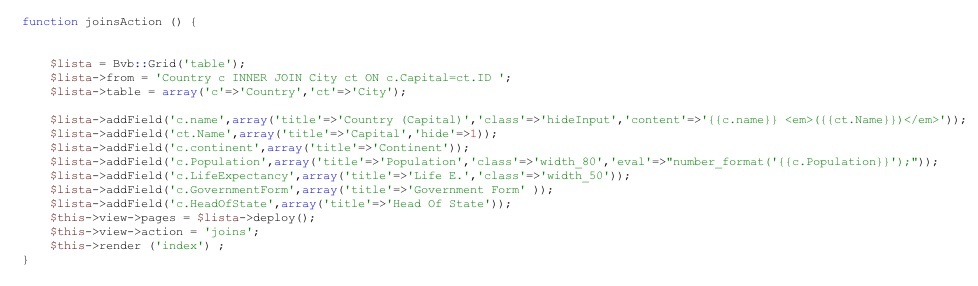 function joinsAction () {
$lista = Bvb::Grid('table');
$lista->from = 'Country c INNER JOIN City ct ON c.Capital=ct.ID ';
$lista->table = array('c'=>'Country','ct'=>'City');
$lista->addField('c.name',array('title'=>'Country (Capital)','class'=>'hideInput','content'=>'{{c.name}} <em>({{ct.Name}})</em>'));
$lista->addField('ct.Name',array('title'=>'Capital','hide'=>1));
$lista->addField('c.continent',array('title'=>'Continent'));
$lista->addField('c.Population',array('title'=>'Population','class'=>'width_80','eval'=>"number_format('{{c.Population}}');"));
$lista->addField('c.LifeExpectancy',array('title'=>'Life E.','class'=>'width_50'));
$lista->addField('c.GovernmentForm',array('title'=>'Government Form' ));
$lista->addField('c.HeadOfState',array('title'=>'Head Of State'));
$this->view->pages = $lista->deploy();
$this->view->action = 'joins';
$this->render ('index') ;
}